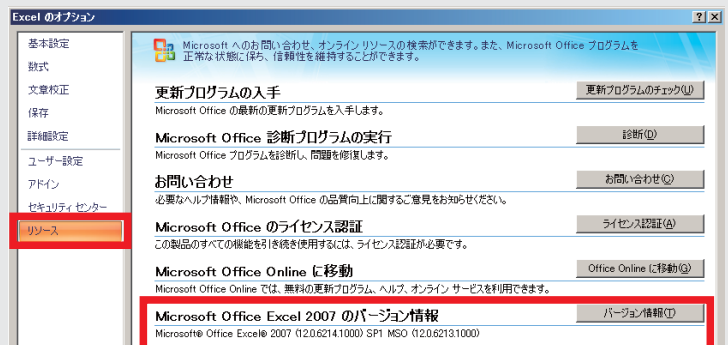 Excel のオプション
基本設定
数式
文章校正
保存
詳細設定
ユーザー設定
アドイン
セキュリティ センター
リソース
Microsoft へのお問い合わせ、オンライン リソースの検索ができます。また、Microsoft Office プログラムを
正常な状態に保ち、信頼性を維持することができます。
更新プログラムの入手
更新プログラムのチェック(U)
Microsoft Office の最新の更新プログラムを入手します。
Microsoft Office 診断プログラムの実行
診断(D)
Microsoft Office プログラムを診断し、問題を修復します。
お問い合わせ
お問い合わせ(C)
必要なヘルプ情報や、Microsoft Office の品質向上に関するご意見をお知らせください。
Microsoft Office のライセンス認証
ライセンス認証(A)
この製品のすべての機能を引き続き使用するには、ライセンス認証が必要です。
Microsoft Office Online に移動
Office Online に移動(G)
Microsoft Office Online では、無料の更新プログラム、ヘルプ、オンライン サービスを利用できます。
Microsoft Office Excel 2007 のバージョン情報
バージョン情報(T)
Microsoft® Office Excel® 2007 (12.0.6214.1000) SP1 MSO (12.0.6213.1000)